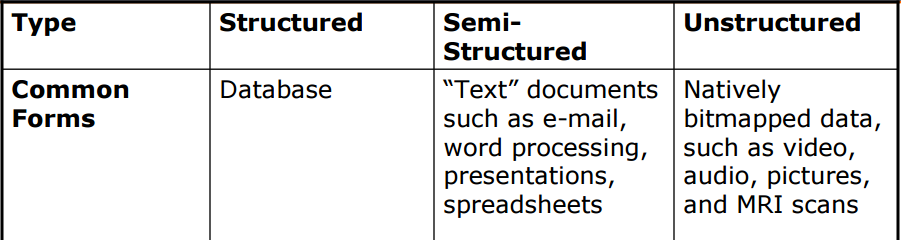 Type
Structured
Semi-
Structured
Unstructured
Common
Forms
Database
“Text” documents
such as e-mail,
word processing,
presentations,
spreadsheets
Natively
bitmapped data,
such as video,
audio, pictures,
and MRI scans